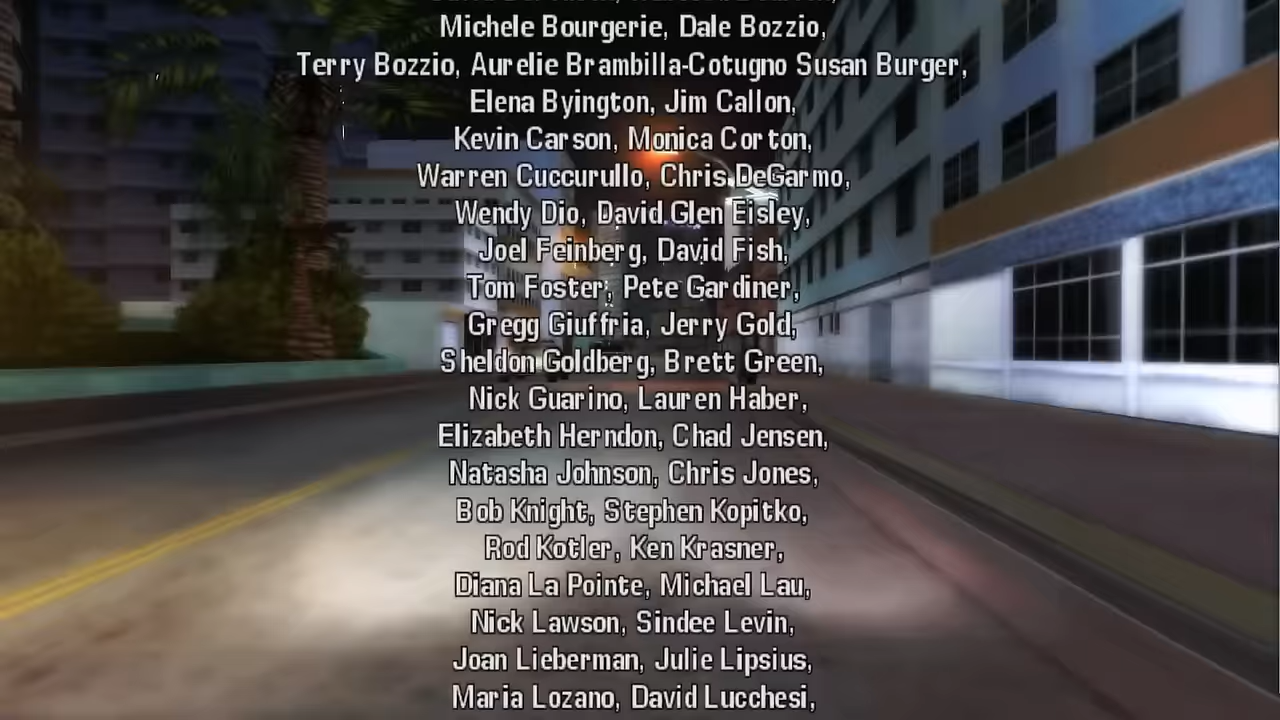 Michele Bourgerie, Dale Bozzio,
Terry Bozzio, Aurelie Brambilla-Cotugno Susan Burger,
Elena Byington, Jim Callon,
Kevin Carson, Monica Corton,
Warren Cuccurullo, Chris DeGarmo,
Wendy Dio, David Glen Eisley,
Joel Feinberg, David Fish,
Tom Foster, Pete Gardiner,
Gregg Giuffria, Jerry Gold,
Sheldon Goldberg, Brett Green,
Nick Guarino, Lauren Haber,
Elizabeth Herndon, Chad Jensen,
Natasha Johnson, Chris Jones,
Bob Knight, Stephen Kopitko,
Rod Kotler, Ken Krasner,
Diana La Pointe, Michael Lau,
Nick Lawson, Sindee Levin,
Joan Lieberman, Julie Lipsius,
Maria Lozano, David Lucchesi,